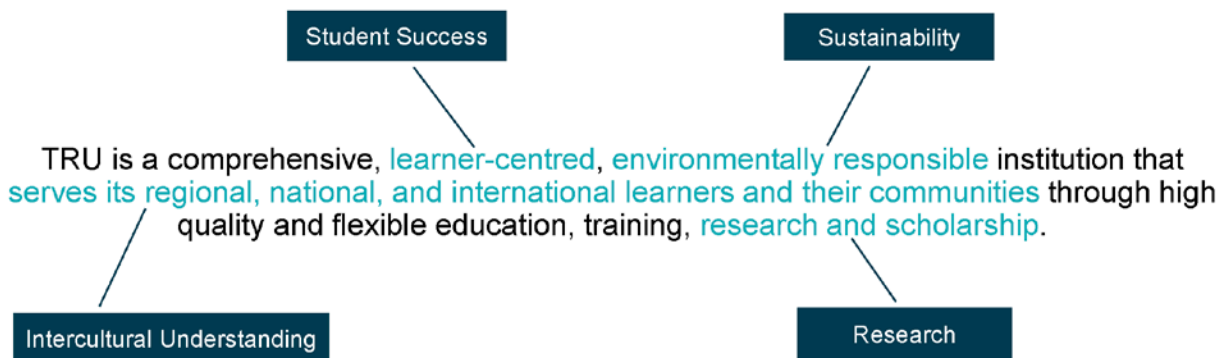 Student Success
Sustainability
TRU is a comprehensive, learner-centred, environmentally responsible institution that
serves its regional, national, and international learners and their communities through high
quality and flexible education, training, research and scholarship.
Intercultural Understanding
Research